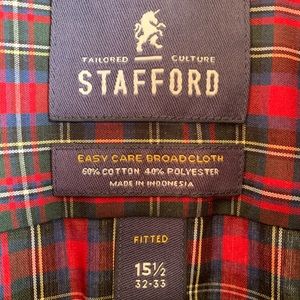 TAILORED CULTURE
STAFFORD
EASY CARE BROADCLOTH
60% COTTON 40% POLYESTER
MADE IN INDONESIA
FITTED
15½
32-33